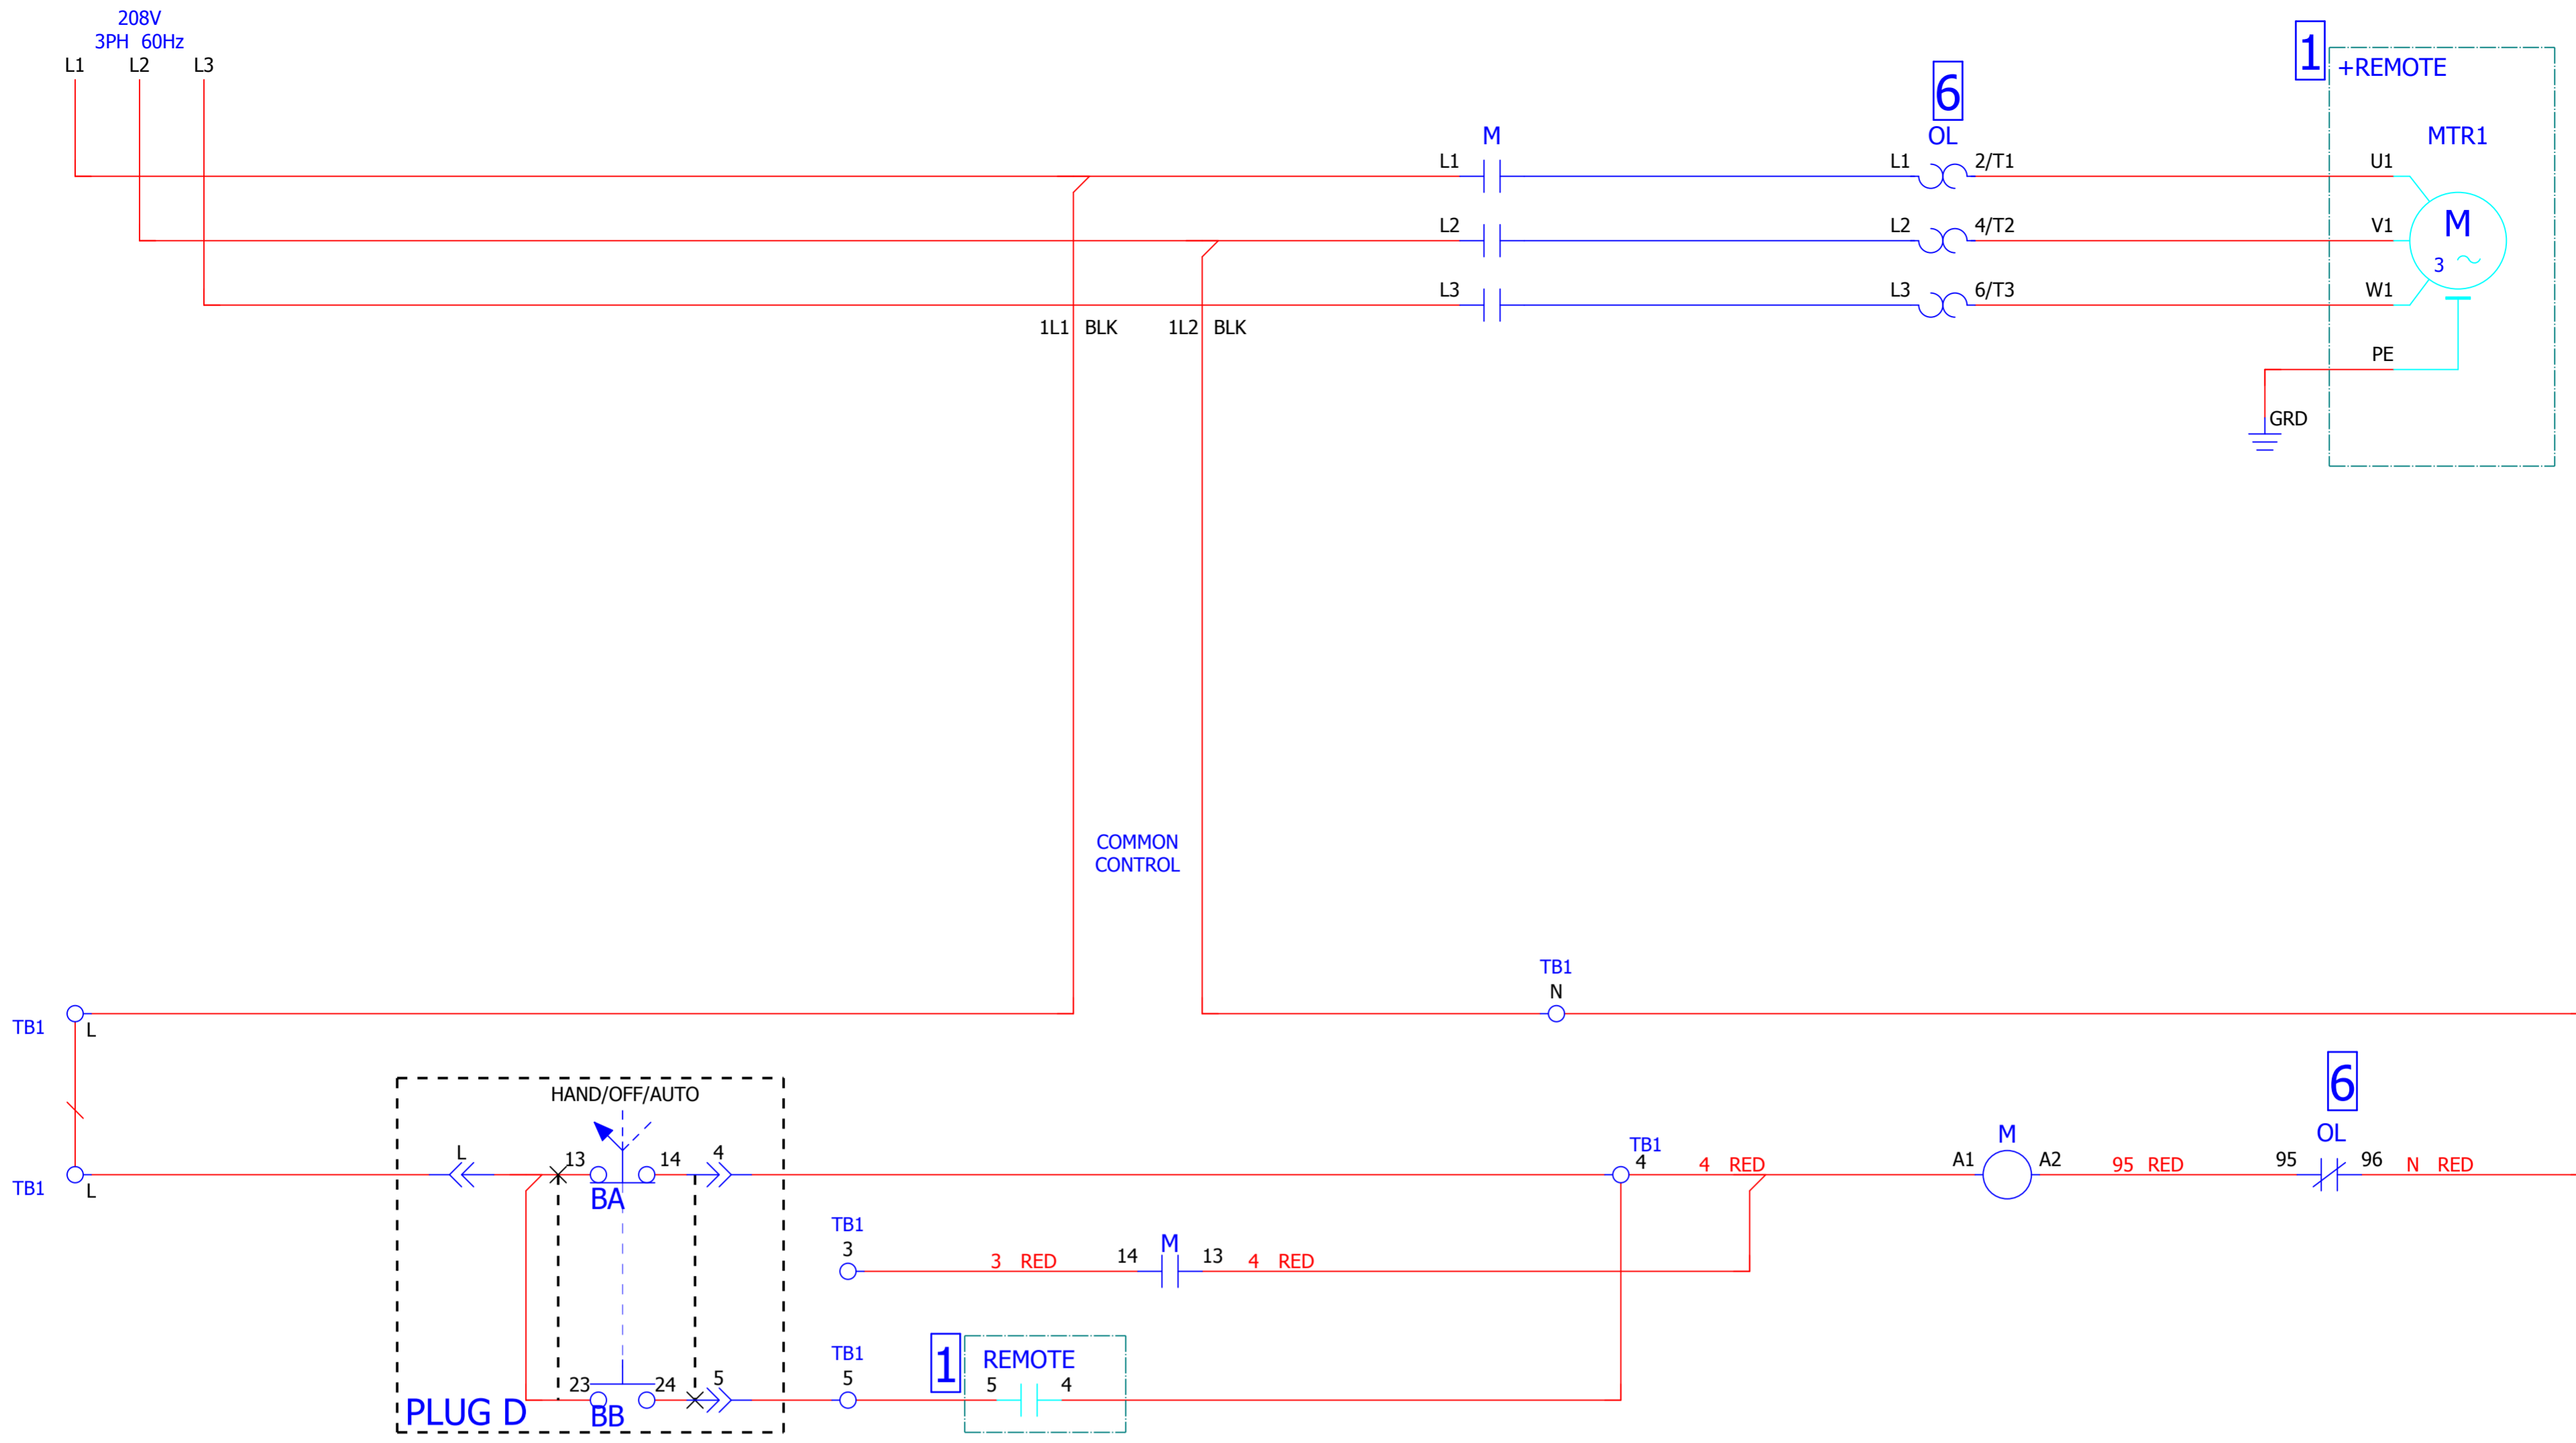 208V
3PH 60Hz
L1 L2 L3
1
+REMOTE
6
OL
M
MTR1
L1
L1
2/T1
U1
L2
L2
4/T2
V1
M
3
L3
L3
6/T3
W1
1L1 BLK
1L2 BLK
PE
GRD
COMMON
CONTROL
TB1
N
TB1
L
6
HAND/OFF/AUTO
OL
M
TB1
4
L
13
14
4
4 RED
A1
A2
95 RED
95
96
N RED
TB1
L
BA
TB1
3
3 RED
14
M
13
4 RED
1
REMOTE
TB1
5
5
4
23
24
5
PLUG D
BB